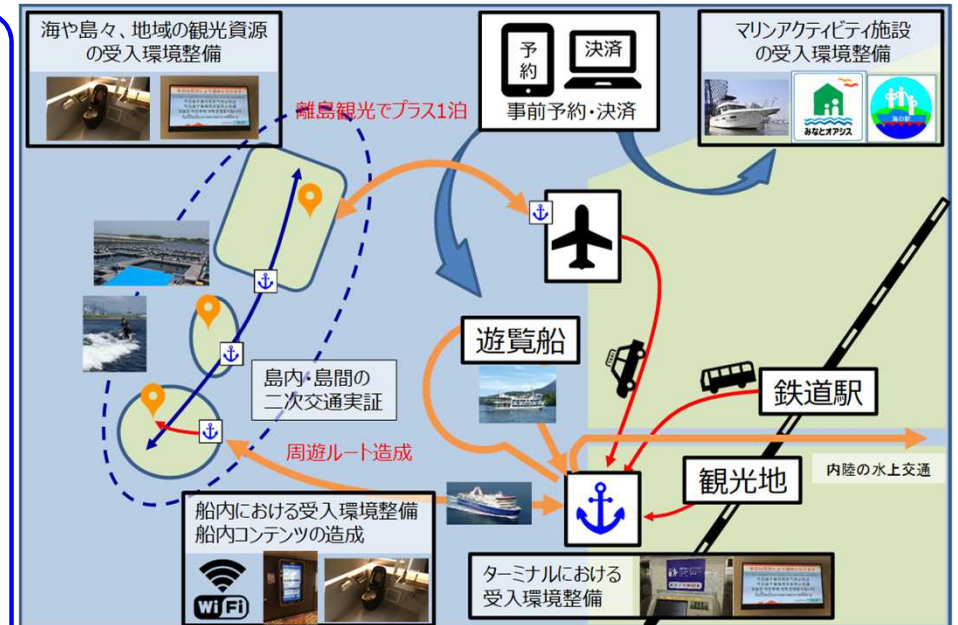 海や島々、地域の観光資源
の受入環境整備
予約
決済
事前予約・決済
マリンアクティビティ施設
の受入環境整備
みなとオアシス
海の駅
離島観光でプラス1泊
遊覧船
島内・島間の
二次交通実証
鉄道駅
周遊ルート造成
観光地
内陸の水上交通
船内における受入環境整備
船内コンテンツの造成
WiFi
ターミナルにおける
受入環境整備